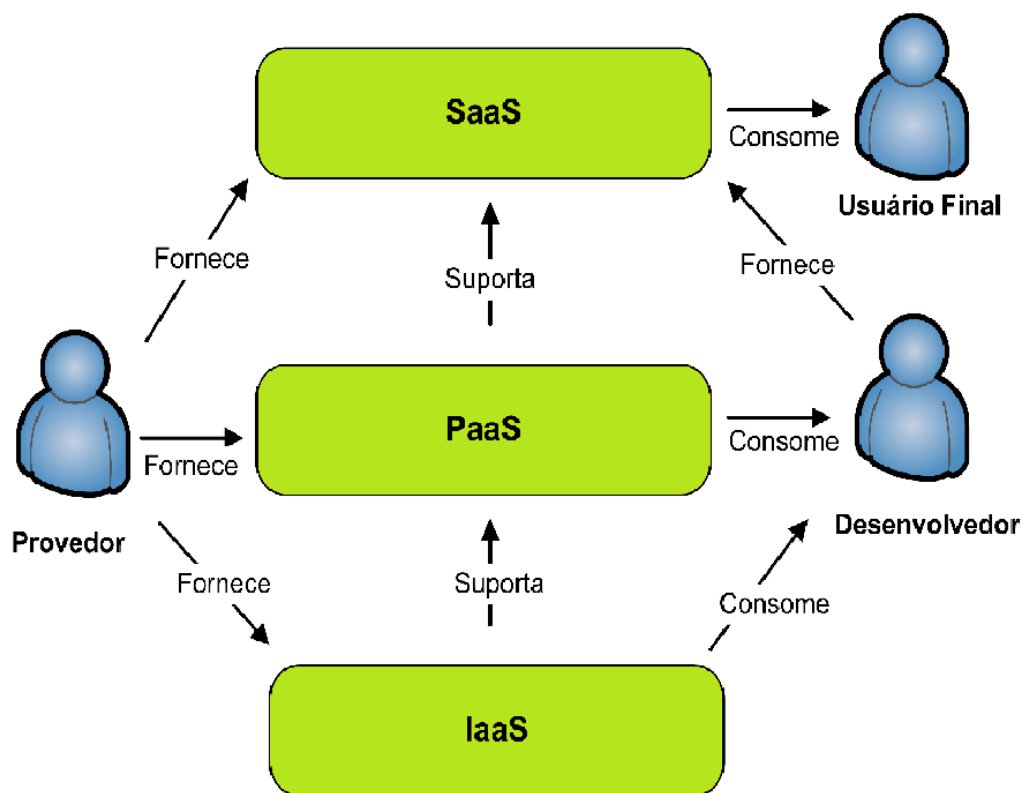 SaaS
Consome
Usuário Final
Fornece
Suporta
Fornece
PaaS
Fornece
Consome
Provedor
Desenvolvedor
Fornece
Suporta
Consome
IaaS